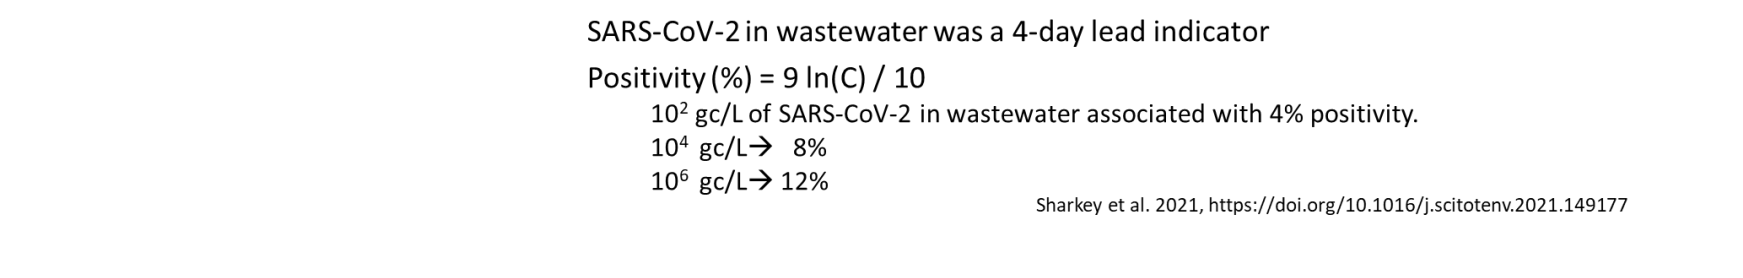 SARS-CoV-2 in wastewater was a 4-day lead indicator
Positivity (%) = 9 ln(C) / 10
10² gc/L of SARS-CoV-2 in wastewater associated with 4% positivity.
10⁴ gc/L→ 8%
10⁶ gc/L→ 12%
Sharkey et al. 2021, https://doi.org/10.1016/j.scitotenv.2021.149177